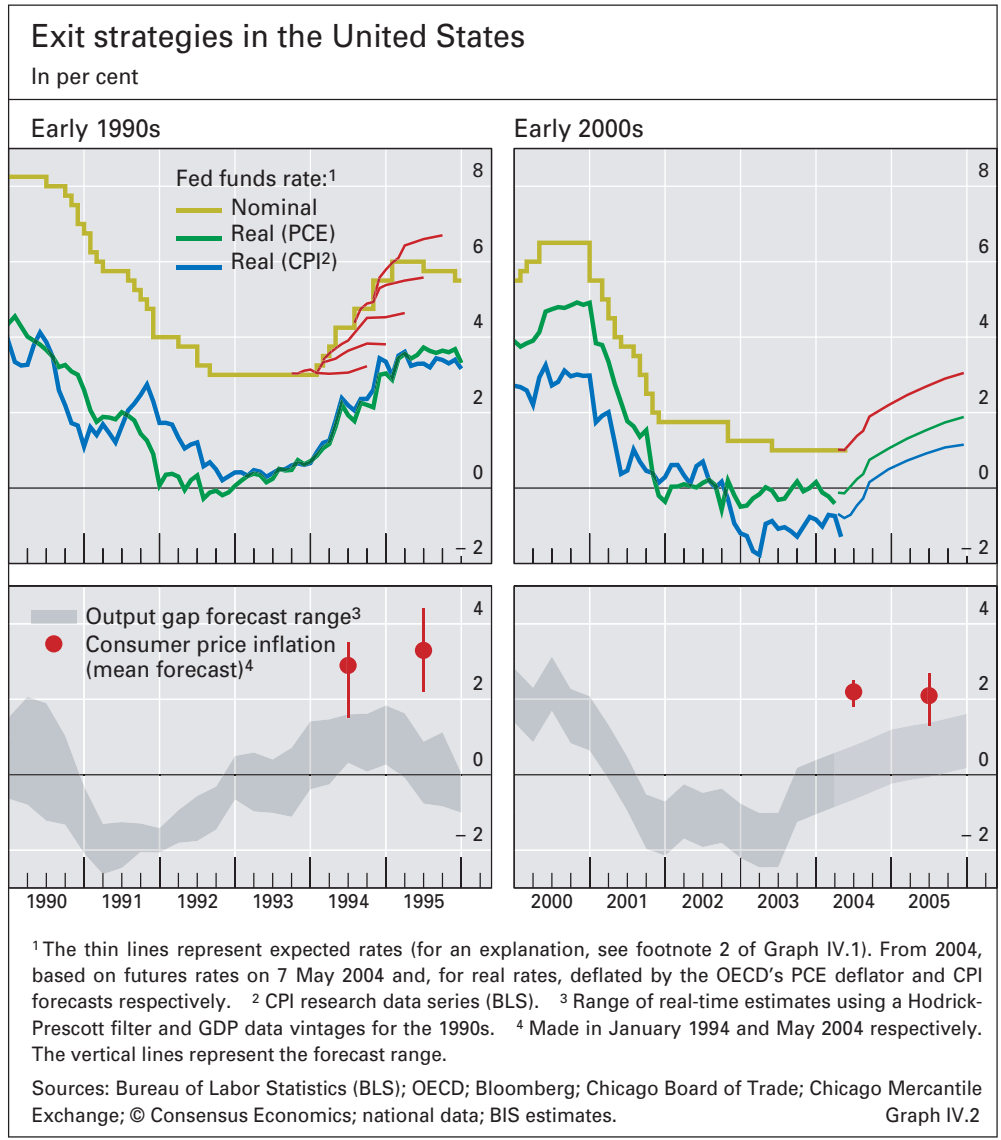 Exit strategies in the United States
In per cent
Early 1990s
Early 2000s
Fed funds rate:¹
Nominal
Real (PCE)
Real (CPI²)
8
6
4
2
0
– 2
8
6
4
2
0
– 2
Output gap forecast range³
Consumer price inflation
(mean forecast)⁴
4
2
0
– 2
4
2
0
– 2
1990 1991 1992 1993 1994 1995
2000 2001 2002 2003 2004 2005
¹ The thin lines represent expected rates (for an explanation, see footnote 2 of Graph IV.1). From 2004,
based on futures rates on 7 May 2004 and, for real rates, deflated by the OECD's PCE deflator and CPI
forecasts respectively. ² CPI research data series (BLS). ³ Range of real-time estimates using a Hodrick-
Prescott filter and GDP data vintages for the 1990s. ⁴ Made in January 1994 and May 2004 respectively.
The vertical lines represent the forecast range.
Sources: Bureau of Labor Statistics (BLS); OECD; Bloomberg; Chicago Board of Trade; Chicago Mercantile
Exchange; © Consensus Economics; national data; BIS estimates. Graph IV.2